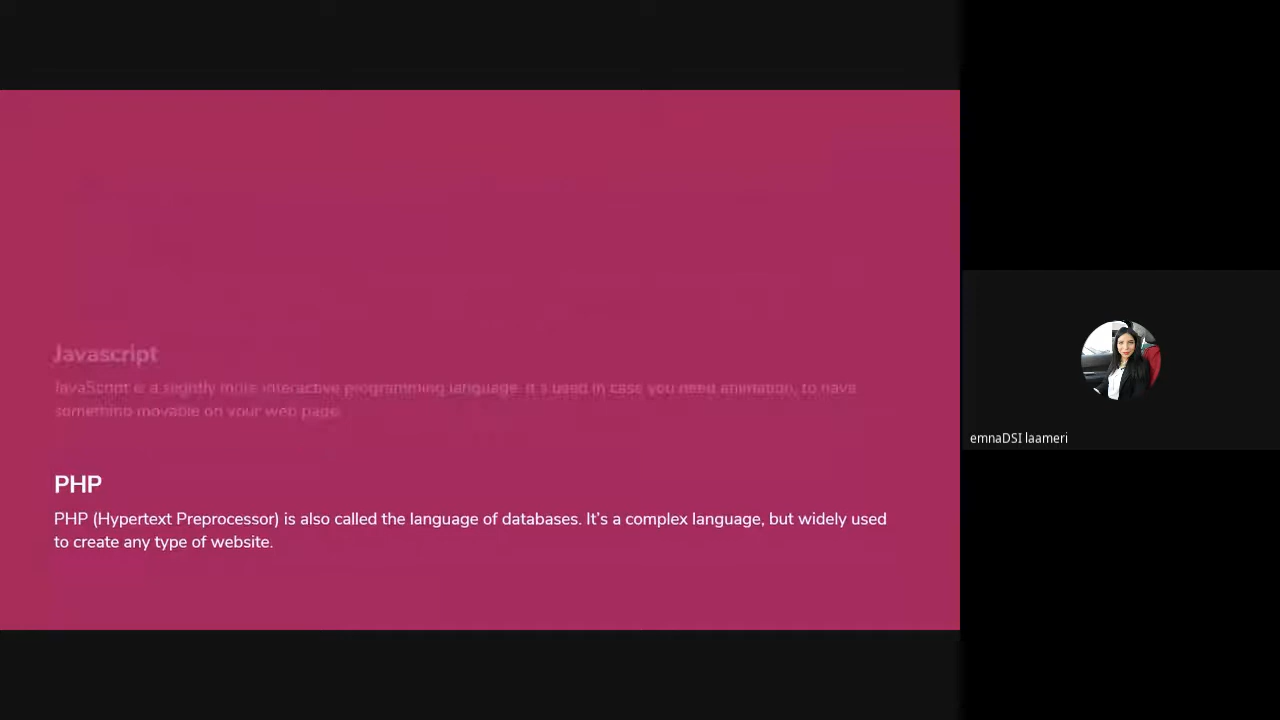 Javascript
JavaScript is a slightly more interactive programming language. It's used in case you need animation, to have
something movable on your web page.
PHP
PHP (Hypertext Preprocessor) is also called the language of databases. It's a complex language, but widely used
to create any type of website.
emnaDSI laameri